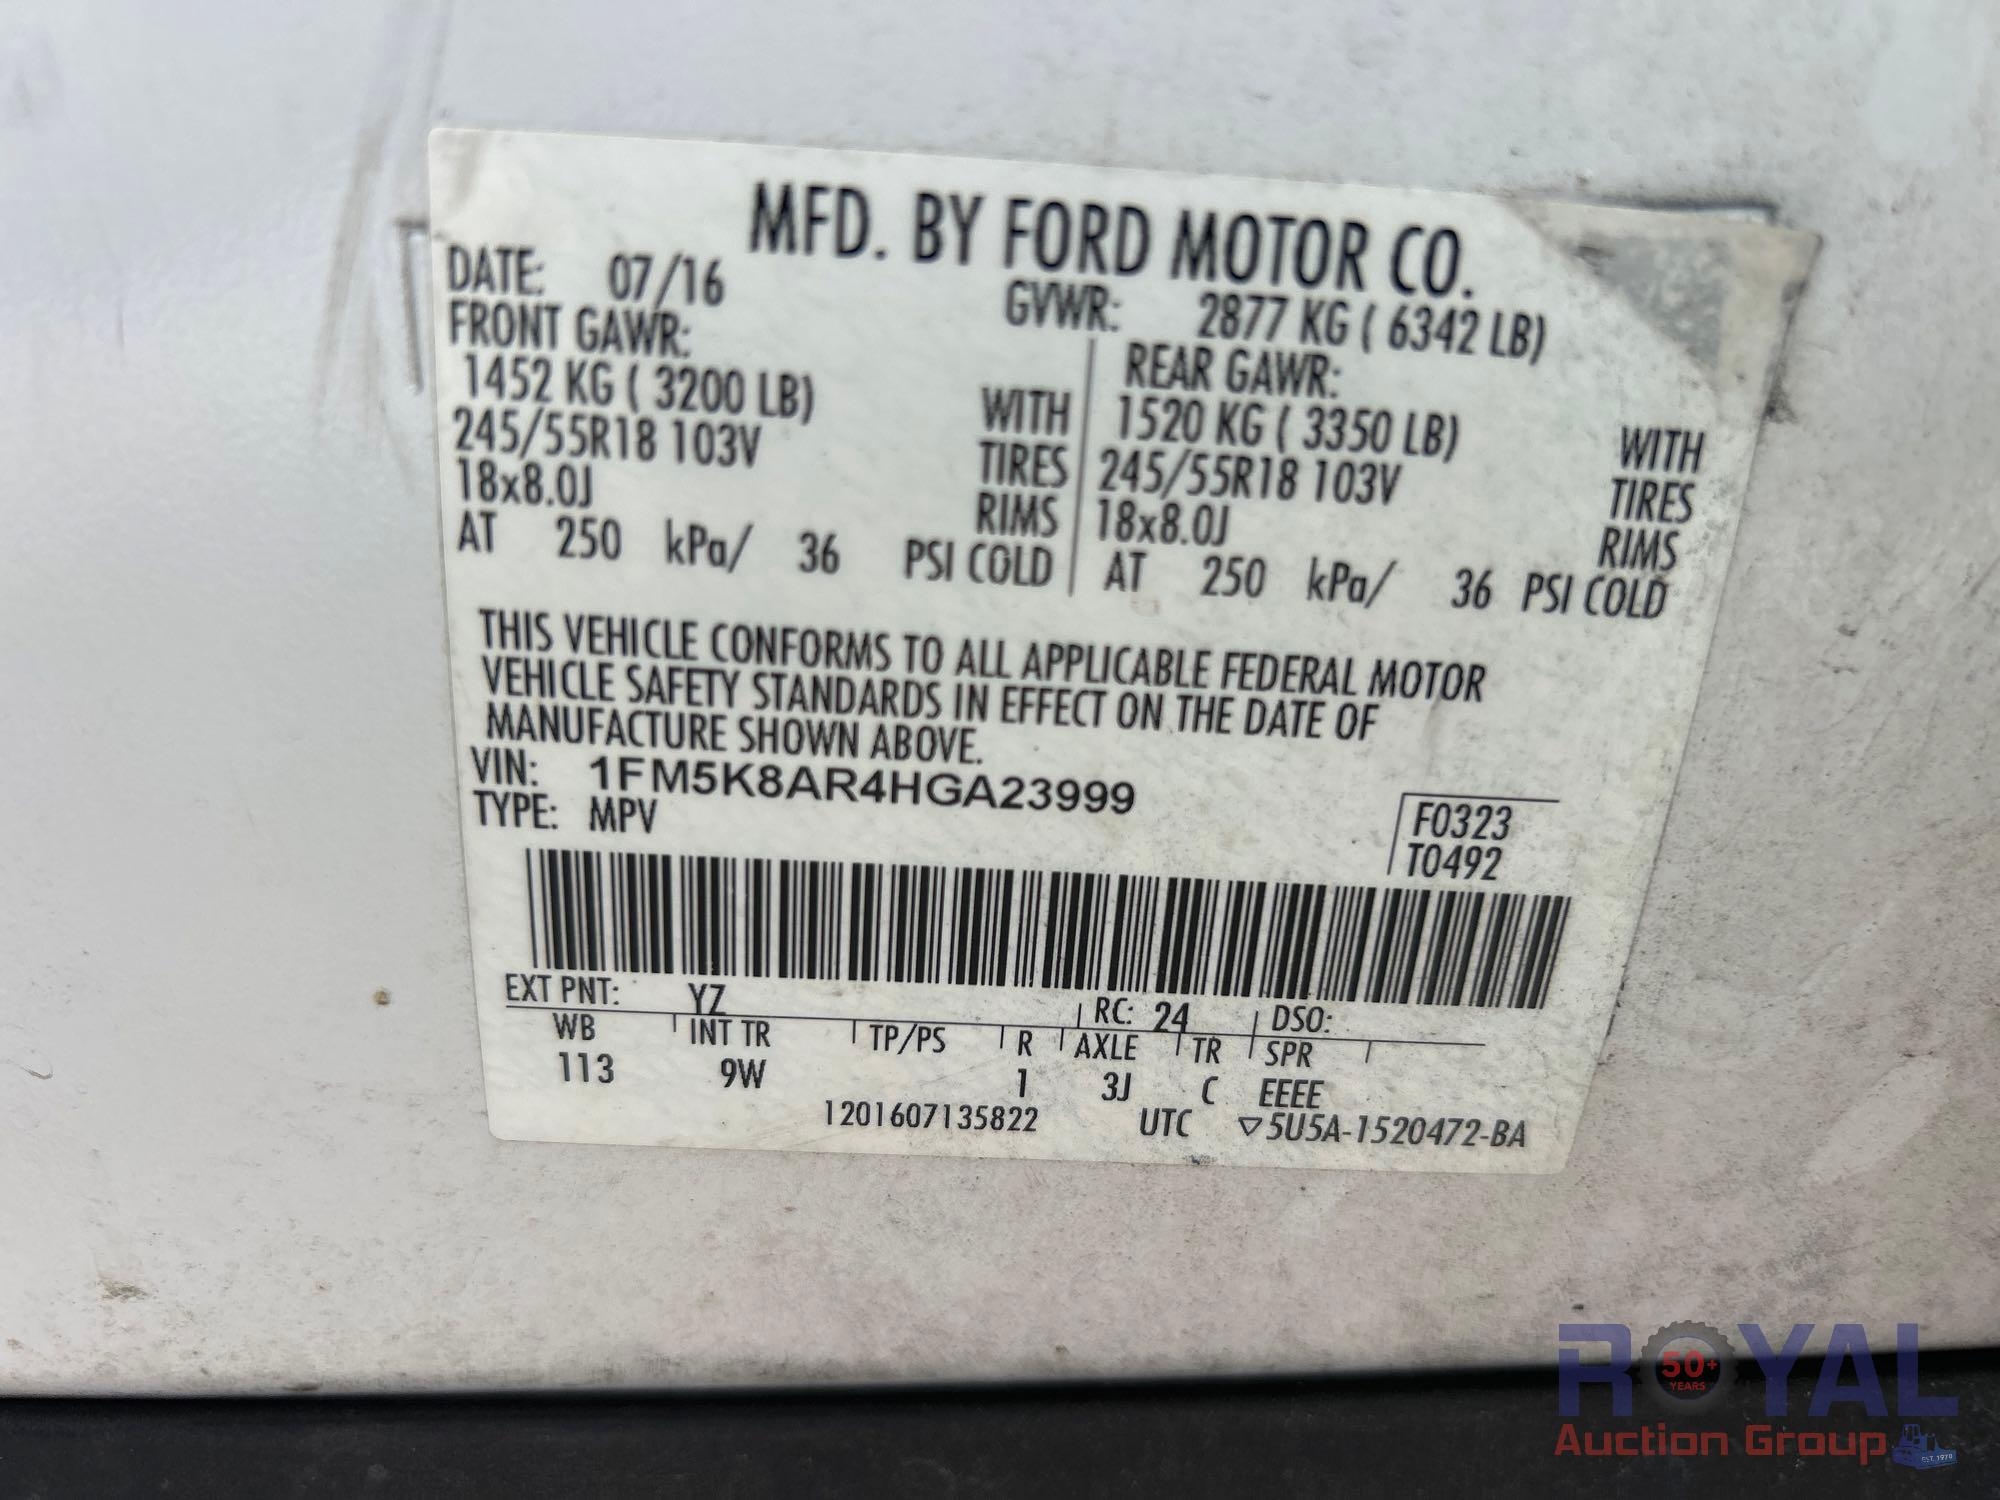 MFD. BY FORD MOTOR CO.
DATE: 07/16 GVWR: 2877 KG ( 6342 LB)
FRONT GAWR: REAR GAWR:
1452 KG ( 3200 LB) WITH 1520 KG ( 3350 LB) WITH
245/55R18 103V TIRES 245/55R18 103V TIRES
18x8.0J RIMS 18x8.0J RIMS
AT 250 kPa/ 36 PSI COLD AT 250 kPa/ 36 PSI COLD
THIS VEHICLE CONFORMS TO ALL APPLICABLE FEDERAL MOTOR
VEHICLE SAFETY STANDARDS IN EFFECT ON THE DATE OF
MANUFACTURE SHOWN ABOVE.
VIN: 1FM5K8AR4HGA23999
TYPE: MPV
F0323
T0492
EXT PNT: YZ RC: 24 DSO:
WB INT TR TP/PS R AXLE TR SPR
113 9W 1 3J C EEEE
1201607135822 UTC ▽5U5A-1520472-BA
ROYAL
50+
YEARS
Auction Group
EST. 1970